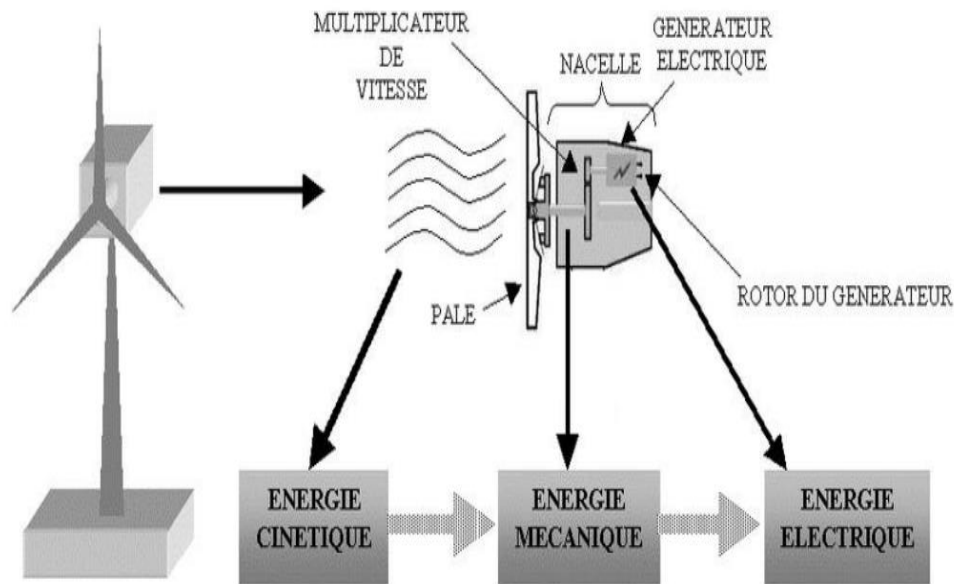 MULTIPLICATEUR
DE
VITESSE
GENERATEUR
ELECTRIQUE
NACELLE
PALE
ROTOR DU GENERATEUR
ENERGIE
CINETIQUE
ENERGIE
MECANIQUE
ENERGIE
ELECTRIQUE